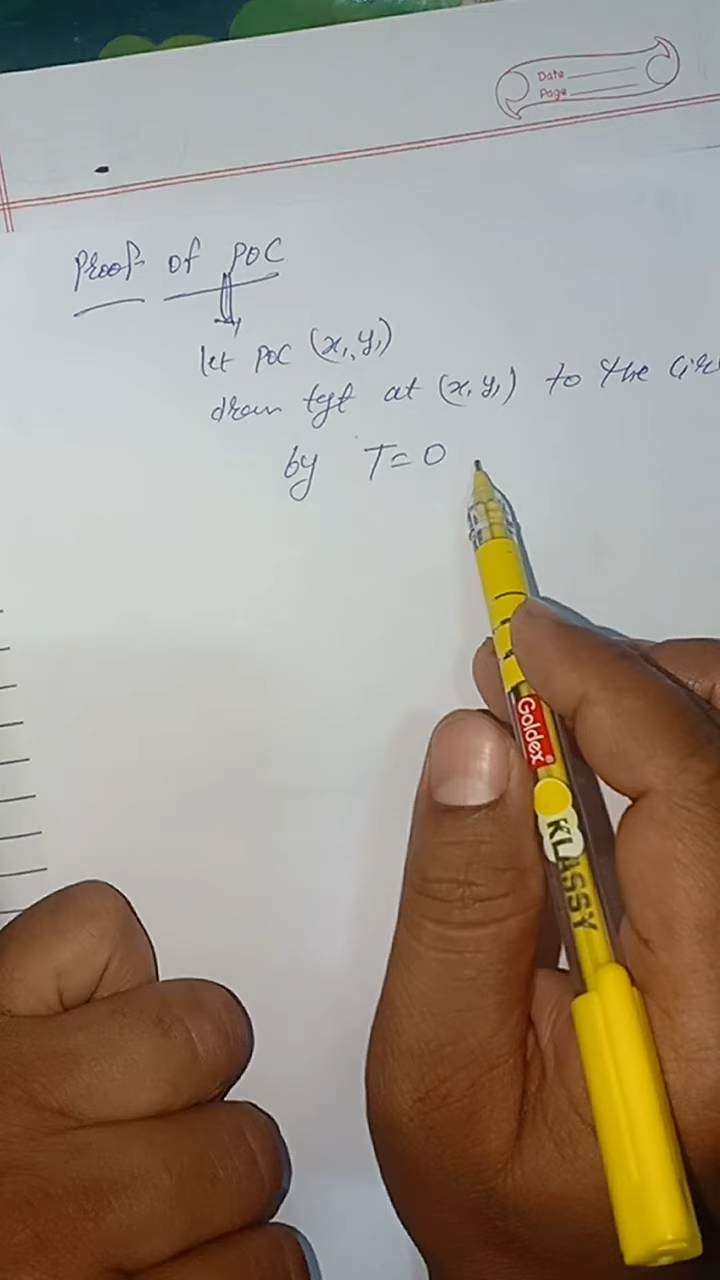 Date
Page
Proof of POC
let POC (x₁, y₁)
draw tgt at (x₁ y₁) to the
by T=0
Goldex
KLASSY